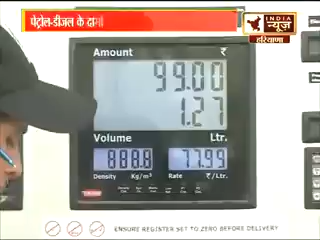 पेट्रोल-डीजल के दामों
INDIA
न्यूज़
हरियाणा
Amount ₹
99.00
1.27
Volume Ltr.
888.8 77.99
Density Kg/m³ Rate ₹/Ltr.
ENSURE REGISTER SET TO ZERO BEFORE DELIVERY